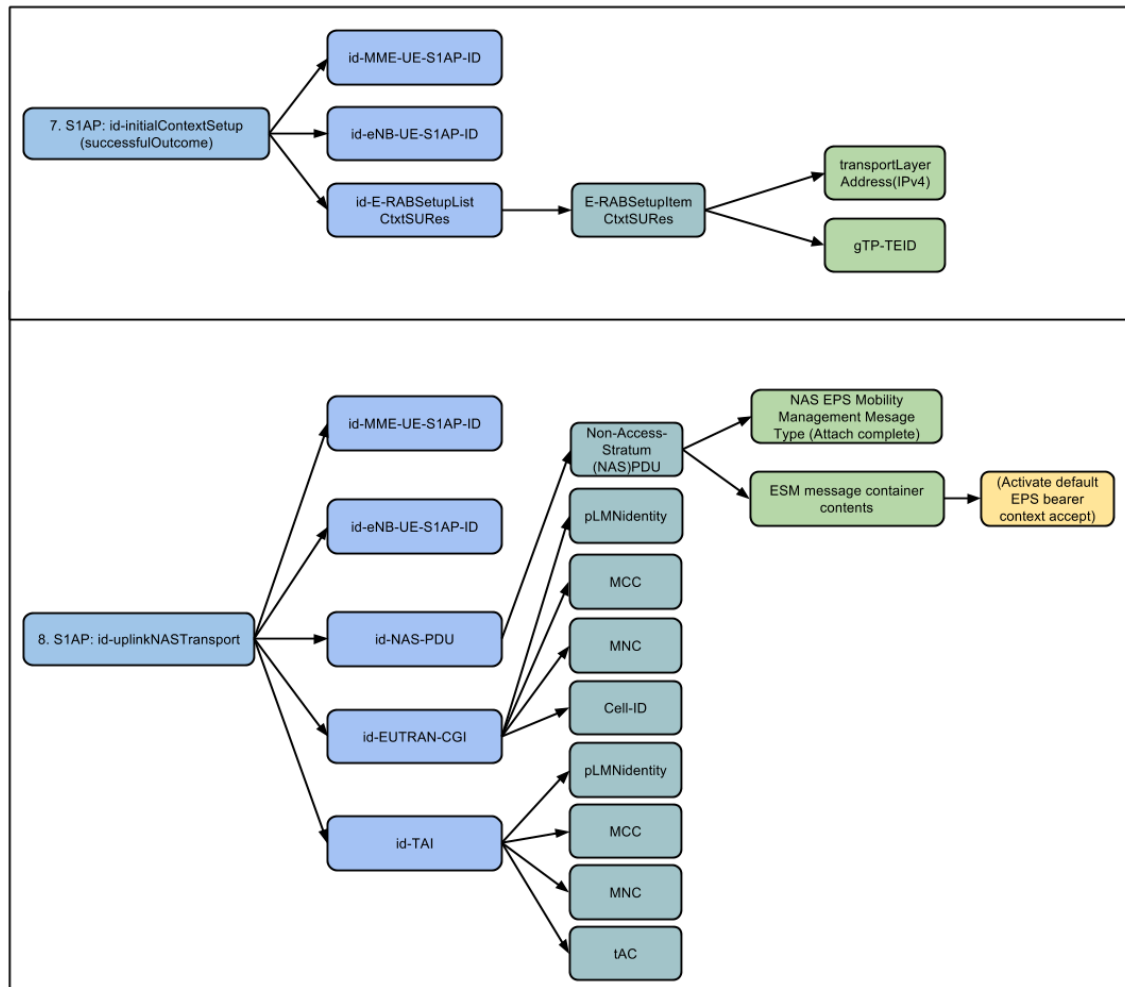 7. S1AP: id-initialContextSetup
(successfulOutcome)
id-MME-UE-S1AP-ID
id-eNB-UE-S1AP-ID
id-E-RABSetupList
CtxtSURes
E-RABSetupItem
CtxtSURes
transportLayer
Address(IPv4)
gTP-TEID
8. S1AP: id-uplinkNASTransport
id-MME-UE-S1AP-ID
id-eNB-UE-S1AP-ID
id-NAS-PDU
id-EUTRAN-CGI
id-TAI
Non-Access-
Stratum
(NAS)PDU
pLMNidentity
MCC
MNC
Cell-ID
pLMNidentity
MCC
MNC
tAC
NAS EPS Mobility
Management Mesage
Type (Attach complete)
ESM message container
contents
(Activate default
EPS bearer
context accept)